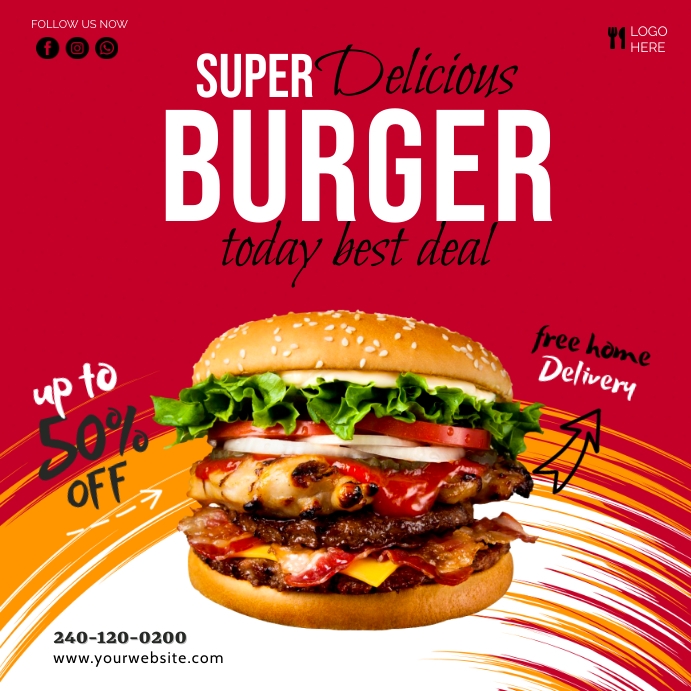 FOLLOW US NOW
LOGO
HERE
SUPER Delicious
BURGER
today best deal
up to
50%
OFF
free home
Delivery
240-120-0200
www.yourwebsite.com